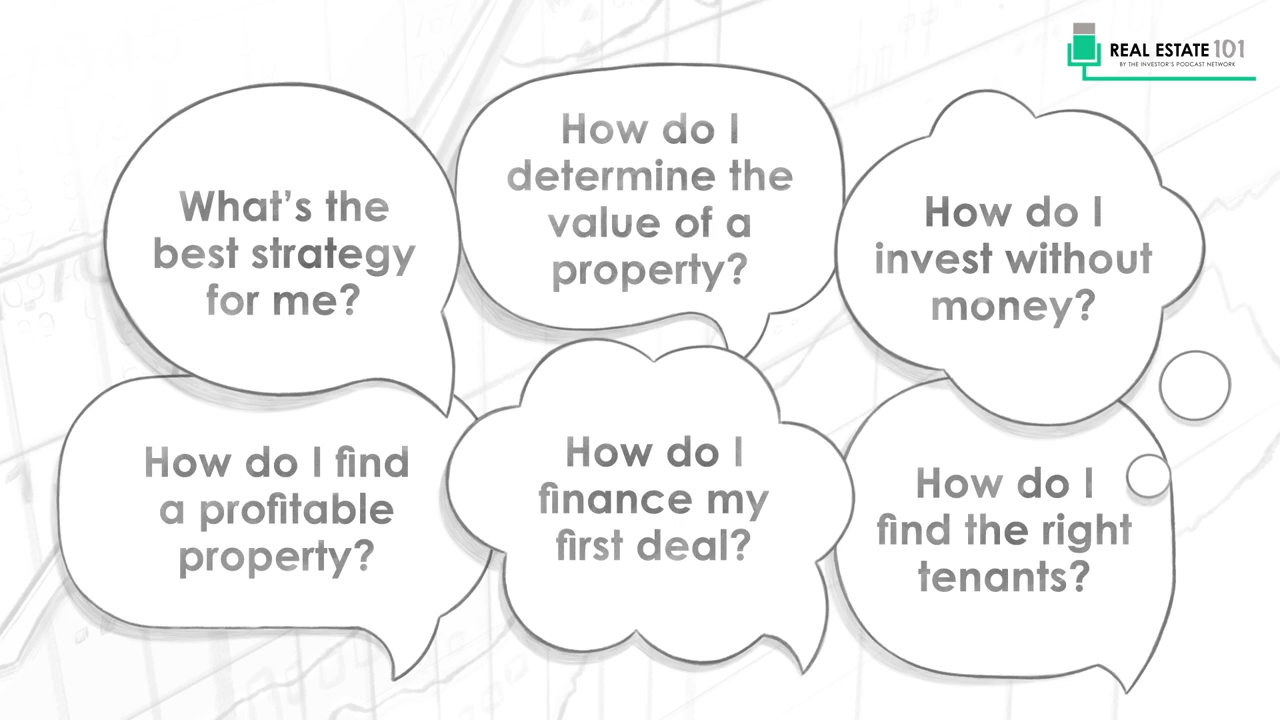 REAL ESTATE 101
BY THE INVESTOR'S PODCAST NETWORK
What's the
best strategy
for me?
How do I
determine the
value of a
property?
How do I
invest without
money?
How do I find
a profitable
property?
How do I
finance my
first deal?
How do I
find the right
tenants?